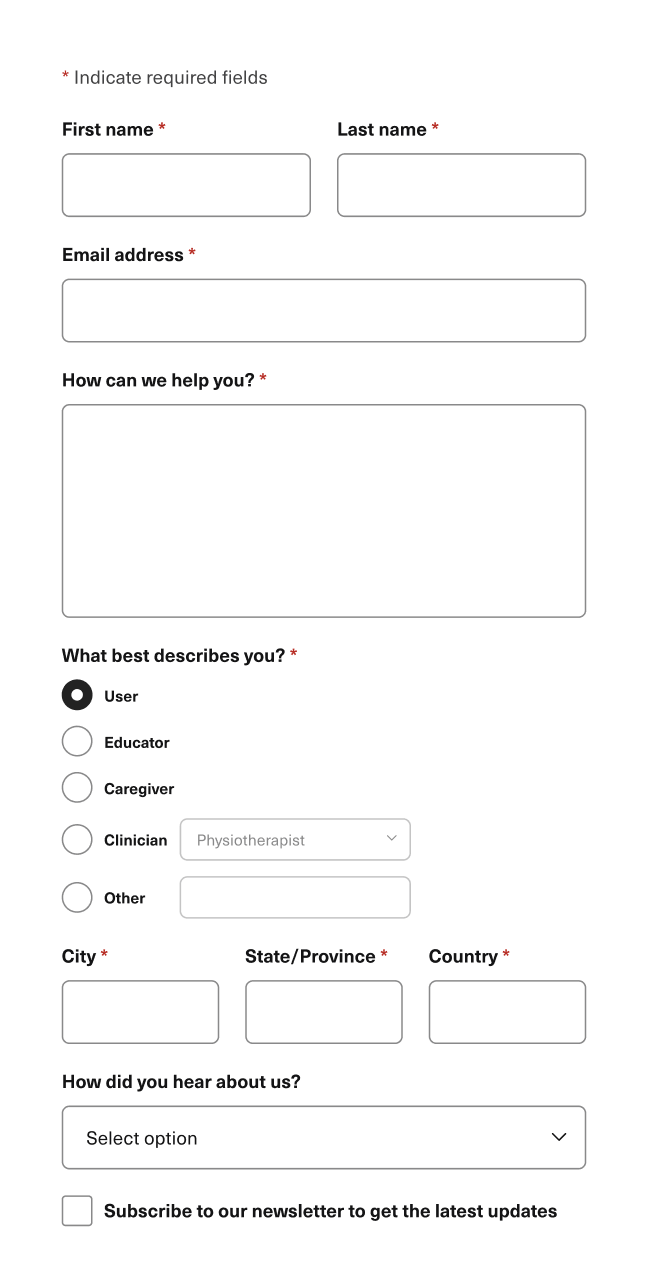 * Indicate required fields
First name * Last name *
Email address *
How can we help you? *
What best describes you? *
User
Educator
Caregiver
Clinician Physiotherapist
Other
City * State/Province * Country *
How did you hear about us?
Select option
Subscribe to our newsletter to get the latest updates